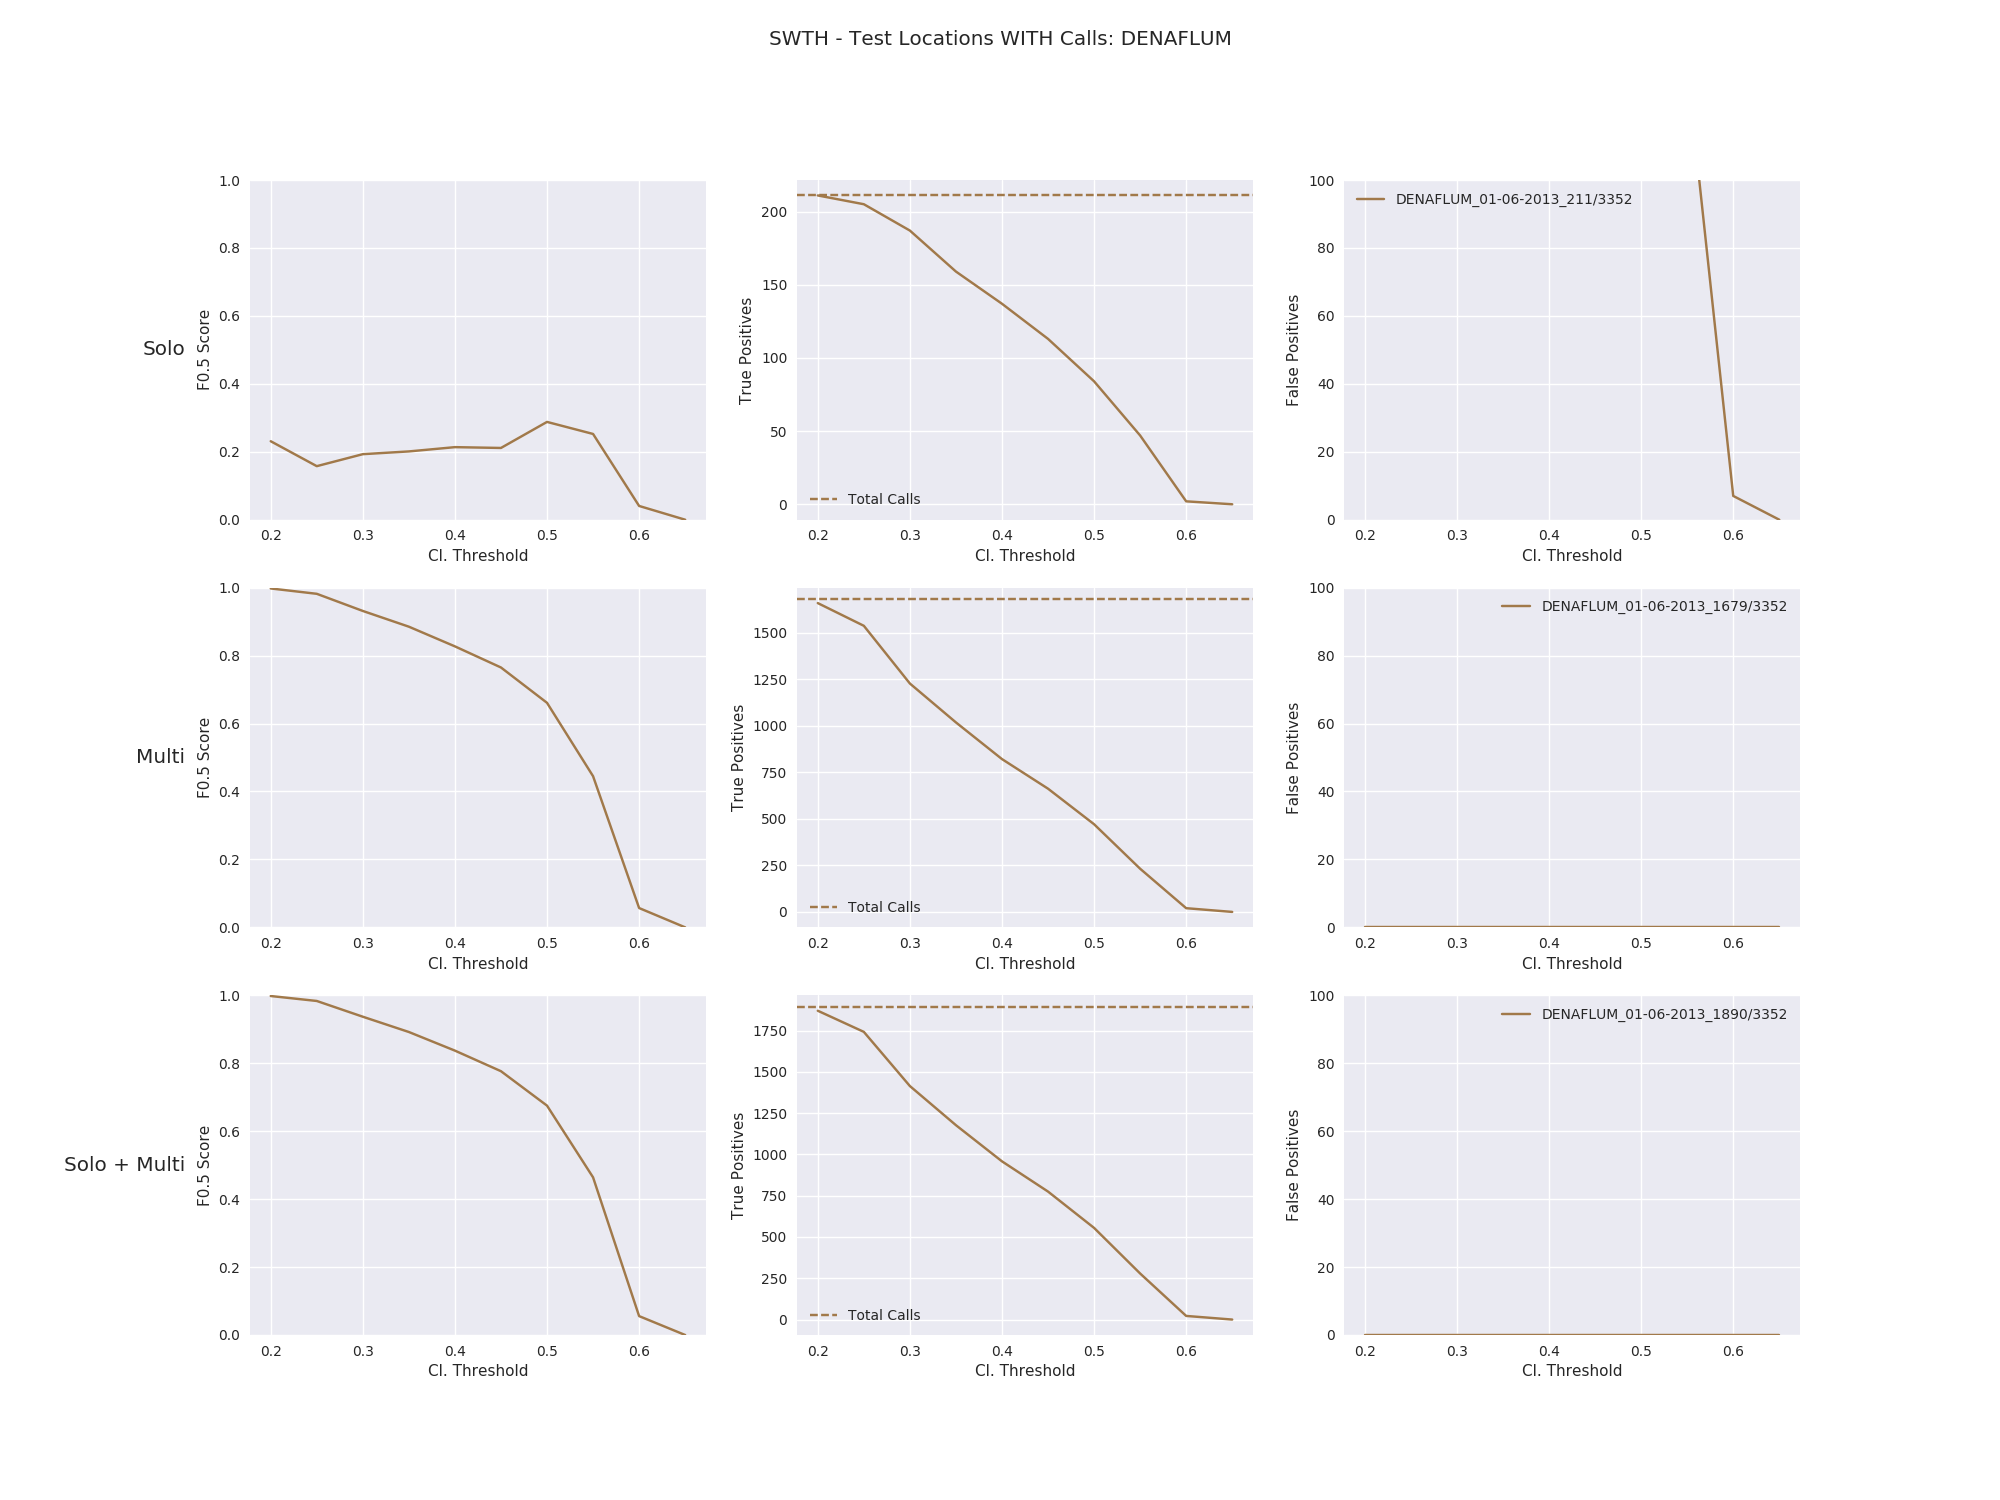 SWTH - Test Locations WITH Calls: DENAFLUM
Solo
F0.5 Score
1.0
0.8
0.6
0.4
0.2
0.0
0.2 0.3 0.4 0.5 0.6
Cl. Threshold
True Positives
200
150
100
50
0
Total Calls
0.2 0.3 0.4 0.5 0.6
Cl. Threshold
False Positives
100
80
60
40
20
0
DENAFLUM_01-06-2013_211/3352
0.2 0.3 0.4 0.5 0.6
Cl. Threshold
Multi
F0.5 Score
1.0
0.8
0.6
0.4
0.2
0.0
0.2 0.3 0.4 0.5 0.6
Cl. Threshold
True Positives
1500
1250
1000
750
500
250
0
Total Calls
0.2 0.3 0.4 0.5 0.6
Cl. Threshold
False Positives
100
80
60
40
20
0
DENAFLUM_01-06-2013_1679/3352
0.2 0.3 0.4 0.5 0.6
Cl. Threshold
Solo + Multi
F0.5 Score
1.0
0.8
0.6
0.4
0.2
0.0
0.2 0.3 0.4 0.5 0.6
Cl. Threshold
True Positives
1750
1500
1250
1000
750
500
250
0
Total Calls
0.2 0.3 0.4 0.5 0.6
Cl. Threshold
False Positives
100
80
60
40
20
0
DENAFLUM_01-06-2013_1890/3352
0.2 0.3 0.4 0.5 0.6
Cl. Threshold